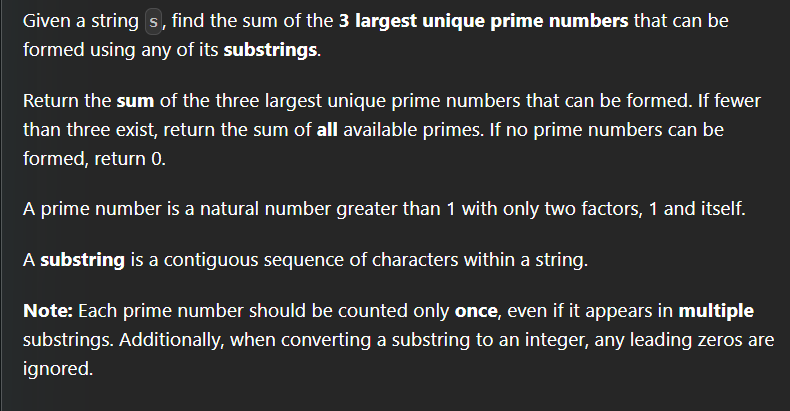 Given a string s, find the sum of the 3 largest unique prime numbers that can be
formed using any of its substrings.
Return the sum of the three largest unique prime numbers that can be formed. If fewer
than three exist, return the sum of all available primes. If no prime numbers can be
formed, return 0.
A prime number is a natural number greater than 1 with only two factors, 1 and itself.
A substring is a contiguous sequence of characters within a string.
Note: Each prime number should be counted only once, even if it appears in multiple
substrings. Additionally, when converting a substring to an integer, any leading zeros are
ignored.